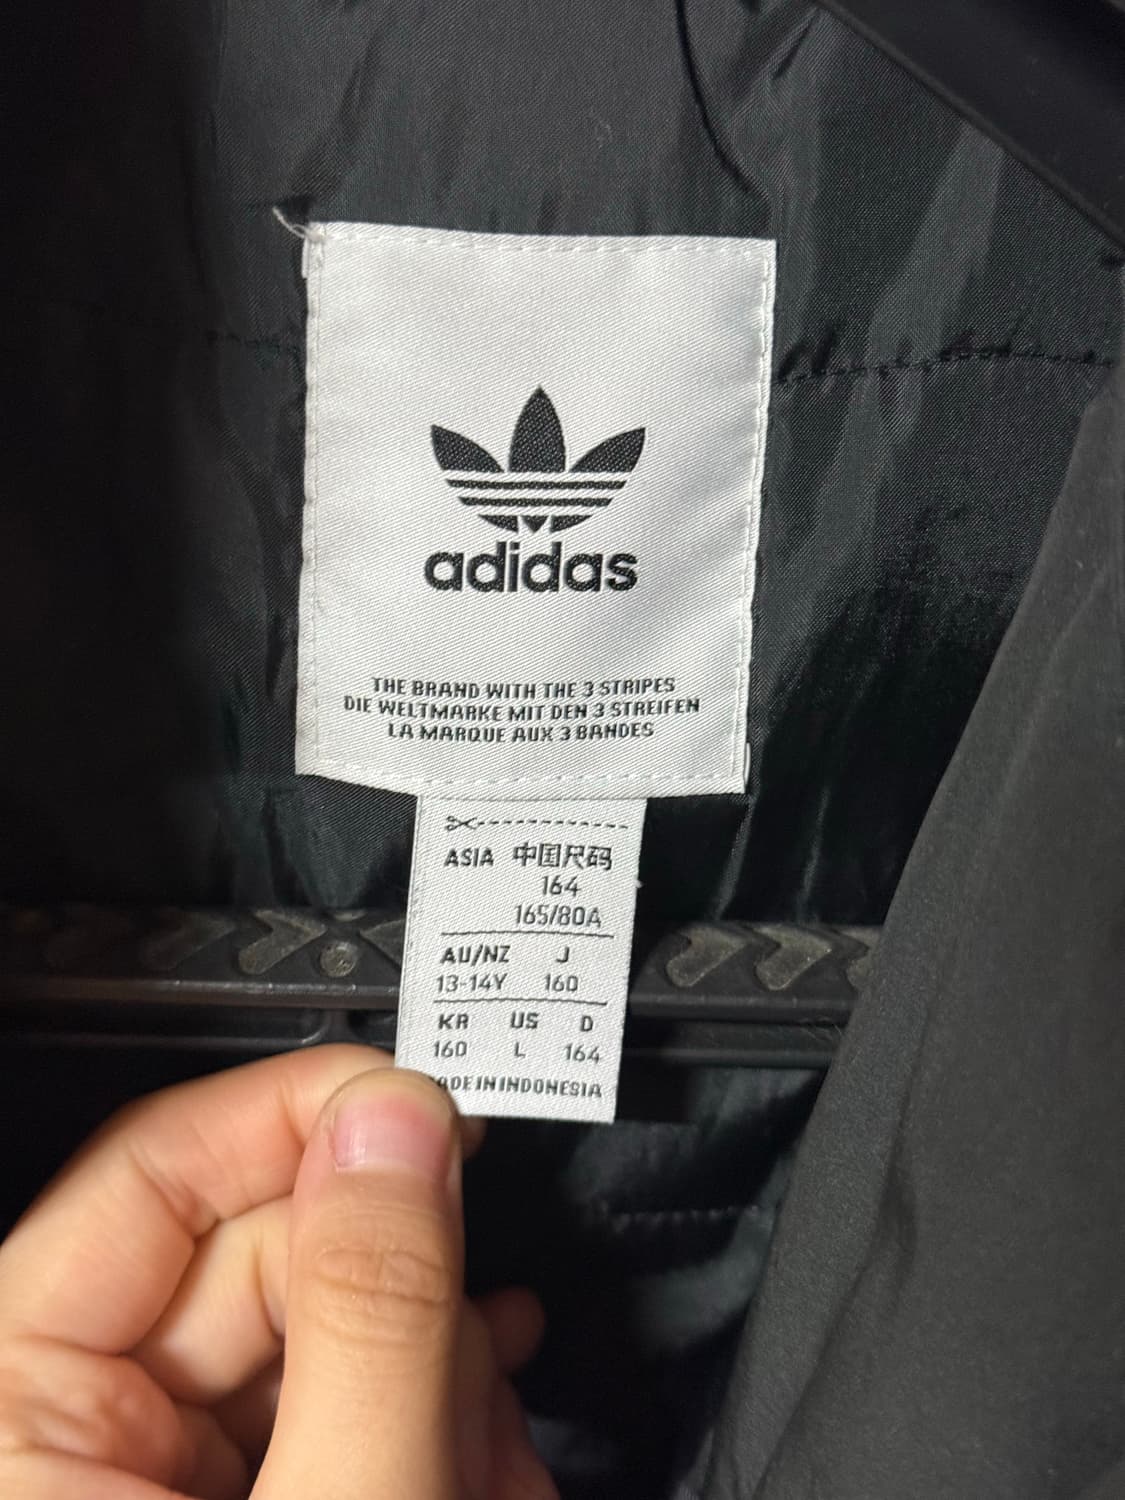 adidas
THE BRAND WITH THE 3 STRIPES
DIE WELTMARKE MIT DEN 3 STREIFEN
LA MARQUE AUX 3 BANDES
ASIA 中国尺码
164
165/80A
AU/NZ J
13-14Y 160
KR US D
160 L 164
ADE IN INDONESIA